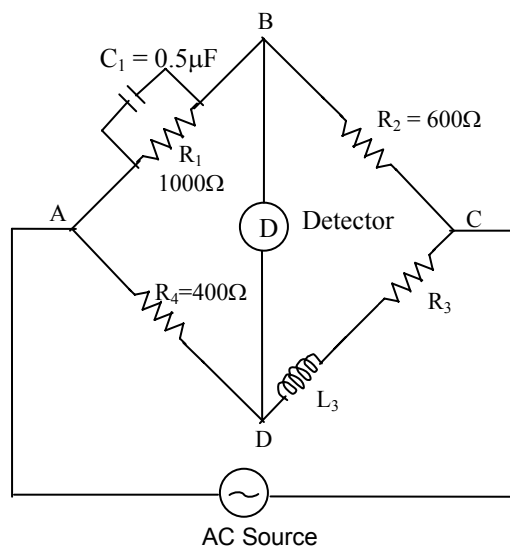 B
C₁ = 0.5μF
R₂ = 600Ω
R₁
1000Ω
A
D
Detector
C
R₄=400Ω
R₃
L₃
D
AC Source